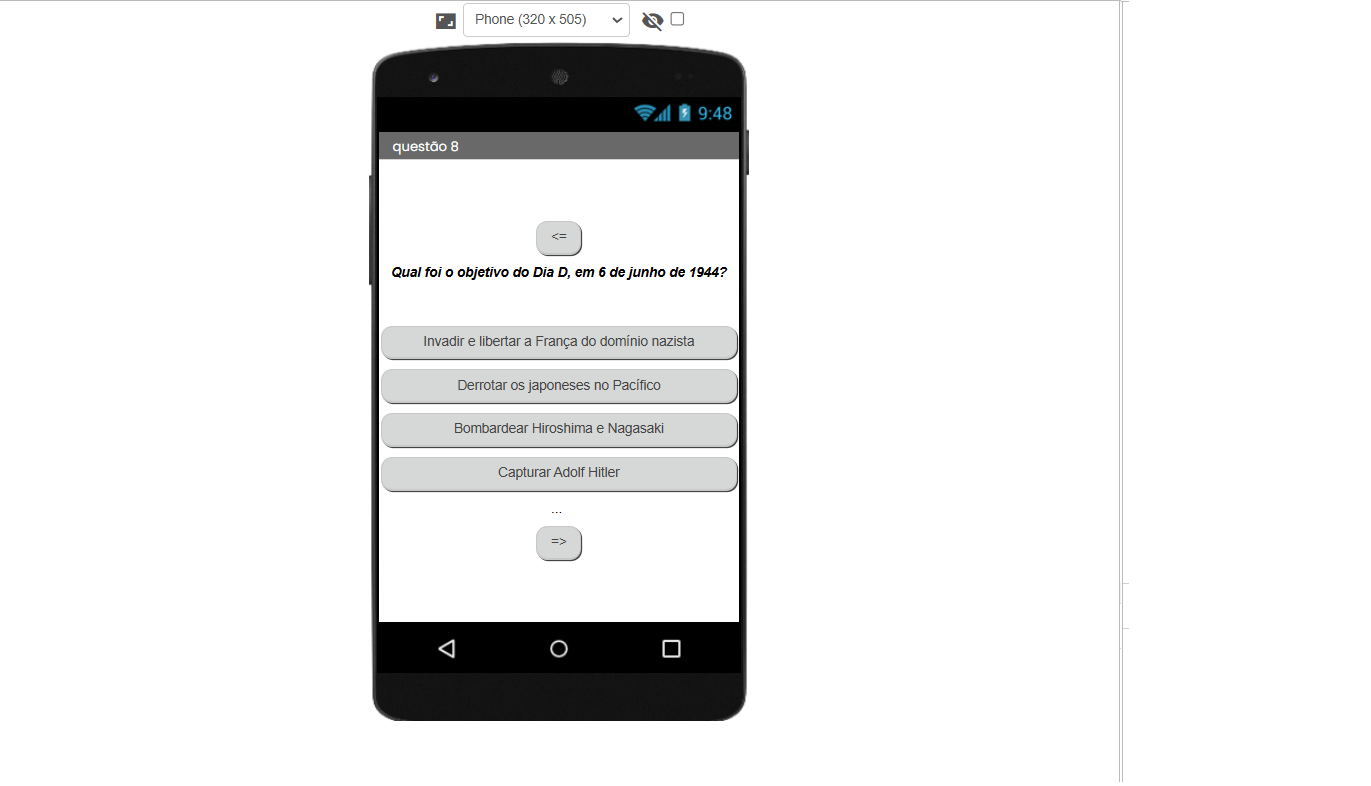 Phone (320 x 505)
9:48
questão 8
<=
Qual foi o objetivo do Dia D, em 6 de junho de 1944?
Invadir e libertar a França do domínio nazista
Derrotar os japoneses no Pacífico
Bombardear Hiroshima e Nagasaki
Capturar Adolf Hitler
...
=>